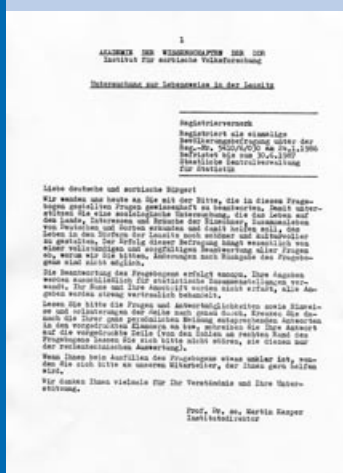 1
AKADEMIE DER WISSENSCHAFTEN DER DDR
Institut für sorbische Volksforschung
Untersuchung zur Lebensweise in der Lausitz
Registriervermerk
Registriert als einmalige
Bevölkerungsbefragung unter der
Reg.-Nr. 5410/6/030 am 24.1.1986
Befristet bis zum 30.6.1987
Staatliche Zentralverwaltung
für Statistik
Liebe deutsche und sorbische Bürger!
Wir wenden uns heute an Sie mit der Bitte, die in diesem Frage-
bogen gestellten Fragen gewissenhaft zu beantworten. Damit unter-
stützen Sie eine soziologische Untersuchung, die das Leben auf
dem Lande, Interessen und Bräuche der Einwohner, Zusammenleben
von Deutschen und Sorben erkunden und damit helfen soll, das
Leben in den Dörfern der Lausitz noch schöner und kulturvoller
zu gestalten. Der Erfolg dieser Befragung hängt wesentlich von
einer vollständigen und sorgfältigen Beantwortung aller Fragen
ab, worum wir Sie bitten. Änderungen nach Rückgabe des Frageb-
ogens sind nicht möglich.
Die Beantwortung des Fragebogens erfolgt anonym. Ihre Angaben
werden ausschließlich für statistische Zusammenstellungen ver-
wandt. Ihr Name und Ihre Anschrift werden nicht erfaßt, alle An-
gaben werden streng vertraulich behandelt.
Lesen Sie bitte die Fragen und Antwortmöglichkeiten sowie Hinwei-
se und Erläuterungen der Reihe nach genau durch. Kreuzen Sie da-
nach die Ihrer ganz persönlichen Meinung entsprechenden Antworten
in den vorgedruckten Klammern an bzw. schreiben Sie Ihre Antwort
auf die vorgedruckte Zeile (von den Zahlen am rechten Rand des
Fragebogens lassen Sie sich bitte nicht stören, sie dienen nur
der rechentechnischen Auswertung).
Wenn Ihnen beim Ausfüllen des Fragebogens etwas unklar ist, wen-
den Sie sich bitte an unseren Mitarbeiter, der Ihnen gern helfen
wird.
Wir danken Ihnen vielmals für Ihr Verständnis und Ihre Unter-
stützung.
Prof. Dr. sc. Martin Kasper
Institutsdirektor